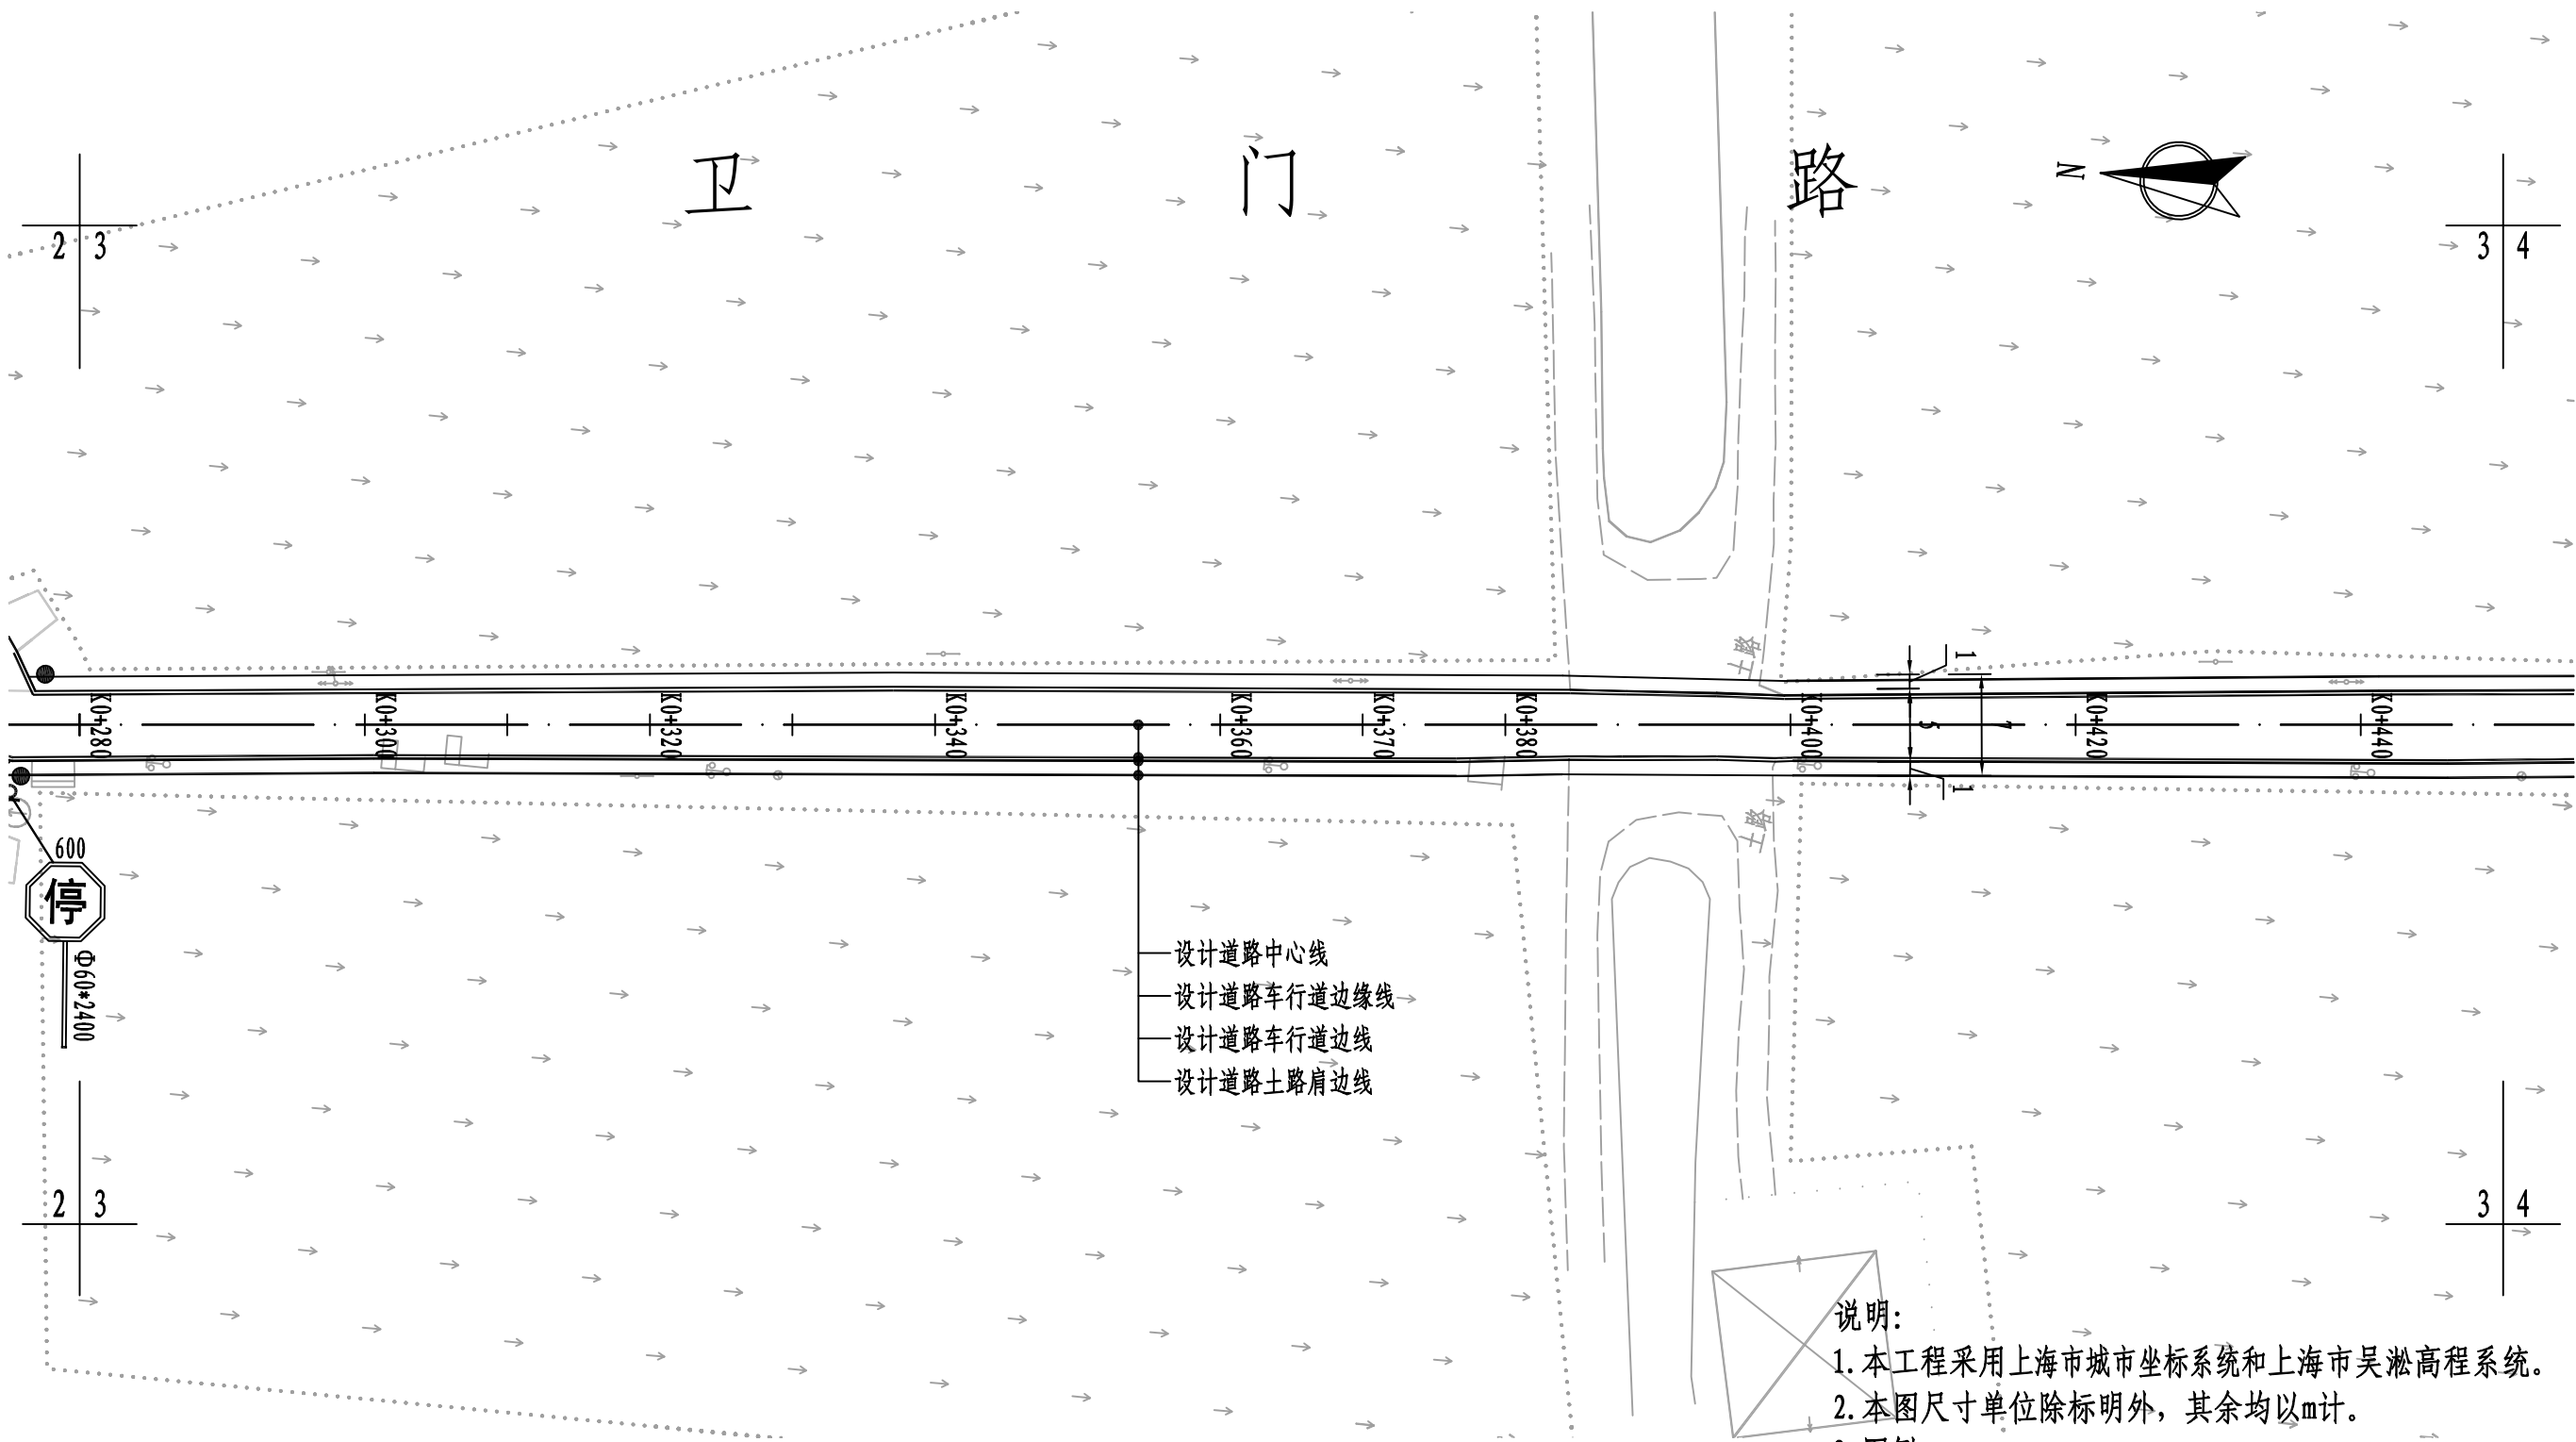 卫 门 路
N
2 3
3 4
土路
1
K0+280
K0+300
K0+320
K0+340
K0+360
K0+370
K0+380
K0+400
K0+420
K0+440
5
7
1
土路
600
停
Φ60*2400
设计道路中心线
设计道路车行道边缘线
设计道路车行道边线
设计道路土路肩边线
2 3
3 4
说明:
1.本工程采用上海市城市坐标系统和上海市吴淞高程系统。
2.本图尺寸单位除标明外，其余均以m计。